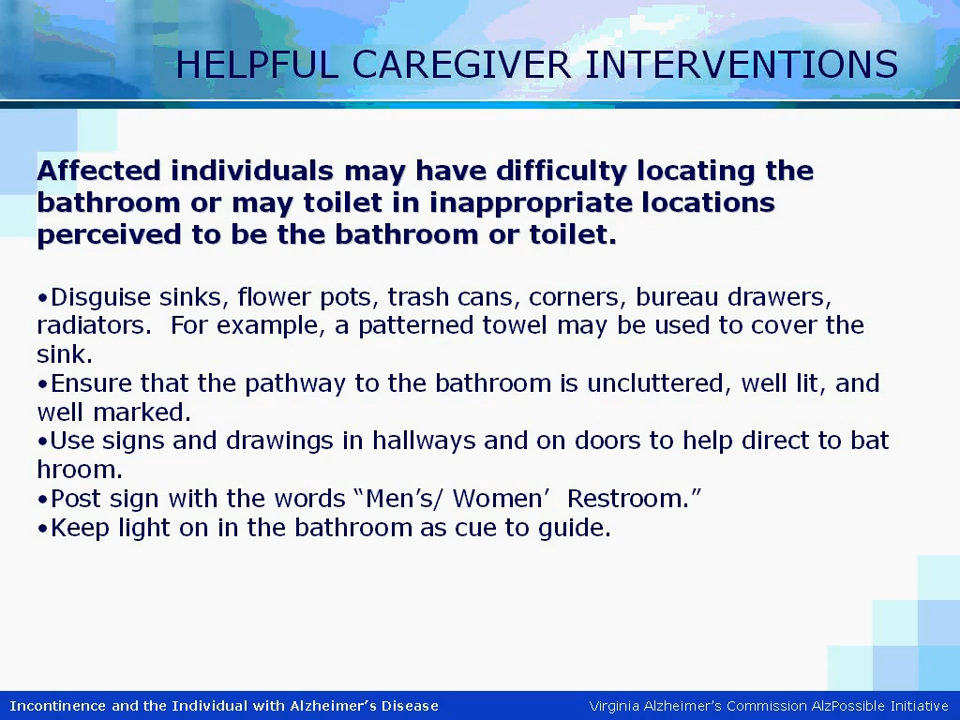 HELPFUL CAREGIVER INTERVENTIONS
Affected individuals may have difficulty locating the
bathroom or may toilet in inappropriate locations
perceived to be the bathroom or toilet.
•Disguise sinks, flower pots, trash cans, corners, bureau drawers,
radiators.  For example, a patterned towel may be used to cover the
sink.
•Ensure that the pathway to the bathroom is uncluttered, well lit, and
well marked.
•Use signs and drawings in hallways and on doors to help direct to bat
hroom.
•Post sign with the words “Men’s/ Women’  Restroom.”
•Keep light on in the bathroom as cue to guide.
Incontinence and the Individual with Alzheimer’s Disease
Virginia Alzheimer’s Commission AlzPossible Initiative